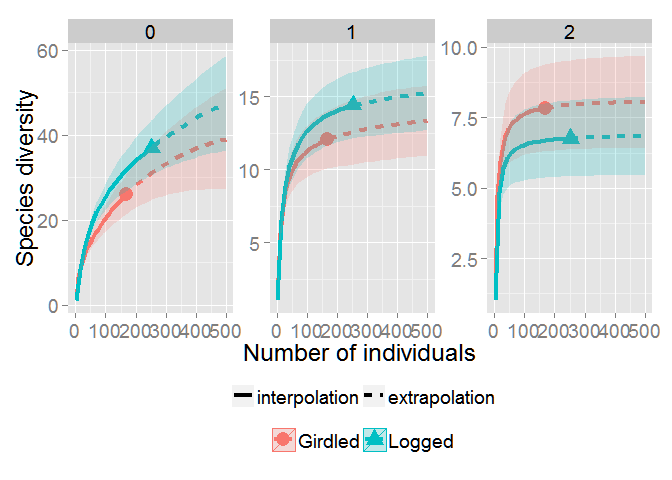 0 1 2
60
40
20
0
15
10
5
10.0
7.5
5.0
2.5
Species diversity
0 100 200 300 400 500 0 100 200 300 400 500 0 100 200 300 400 500
Number of individuals
interpolation extrapolation
Girdled Logged